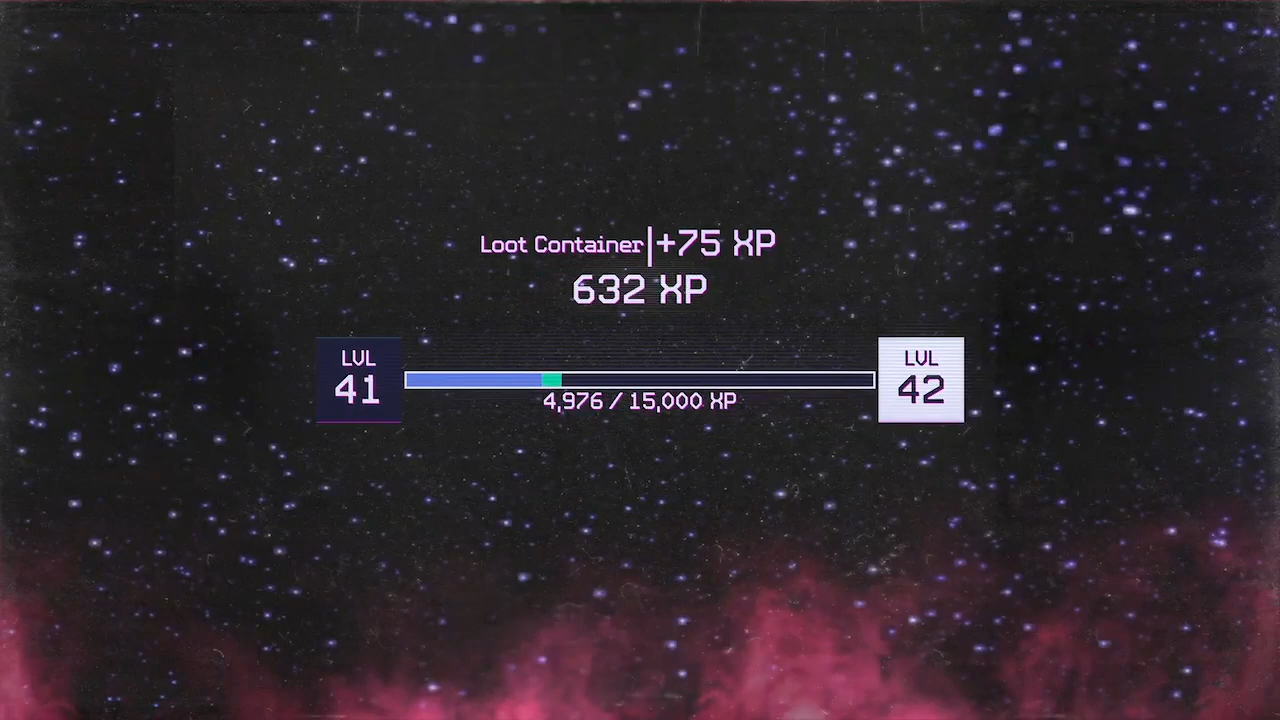 Loot Container|+75 XP
632 XP
LVL
41
4,976 / 15,000 XP
LVL
42